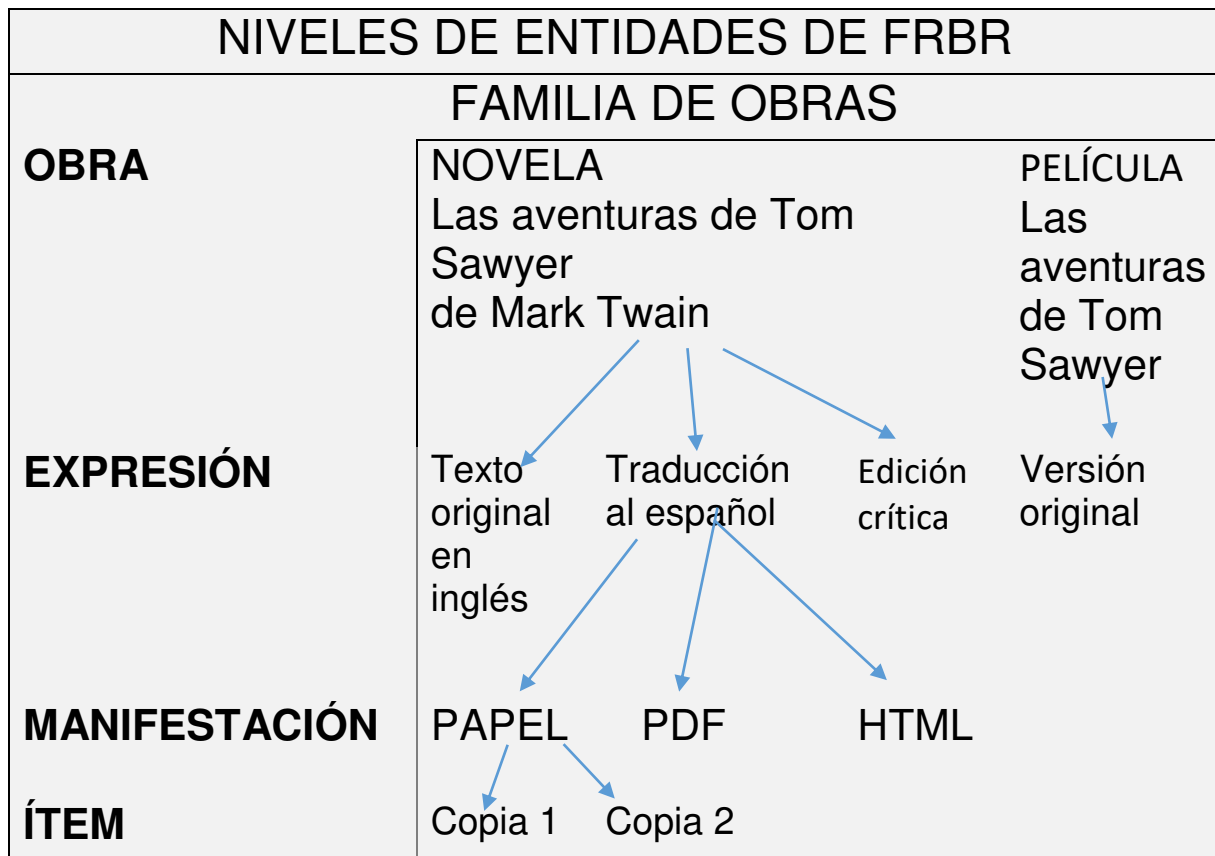 NIVELES DE ENTIDADES DE FRBR
FAMILIA DE OBRAS
OBRA
NOVELA
Las aventuras de Tom
Sawyer
de Mark Twain
PELÍCULA
Las
aventuras
de Tom
Sawyer
EXPRESIÓN
Texto
original
en
inglés
Traducción
al español
Edición
crítica
Versión
original
MANIFESTACIÓN
PAPEL
PDF
HTML
ÍTEM
Copia 1
Copia 2